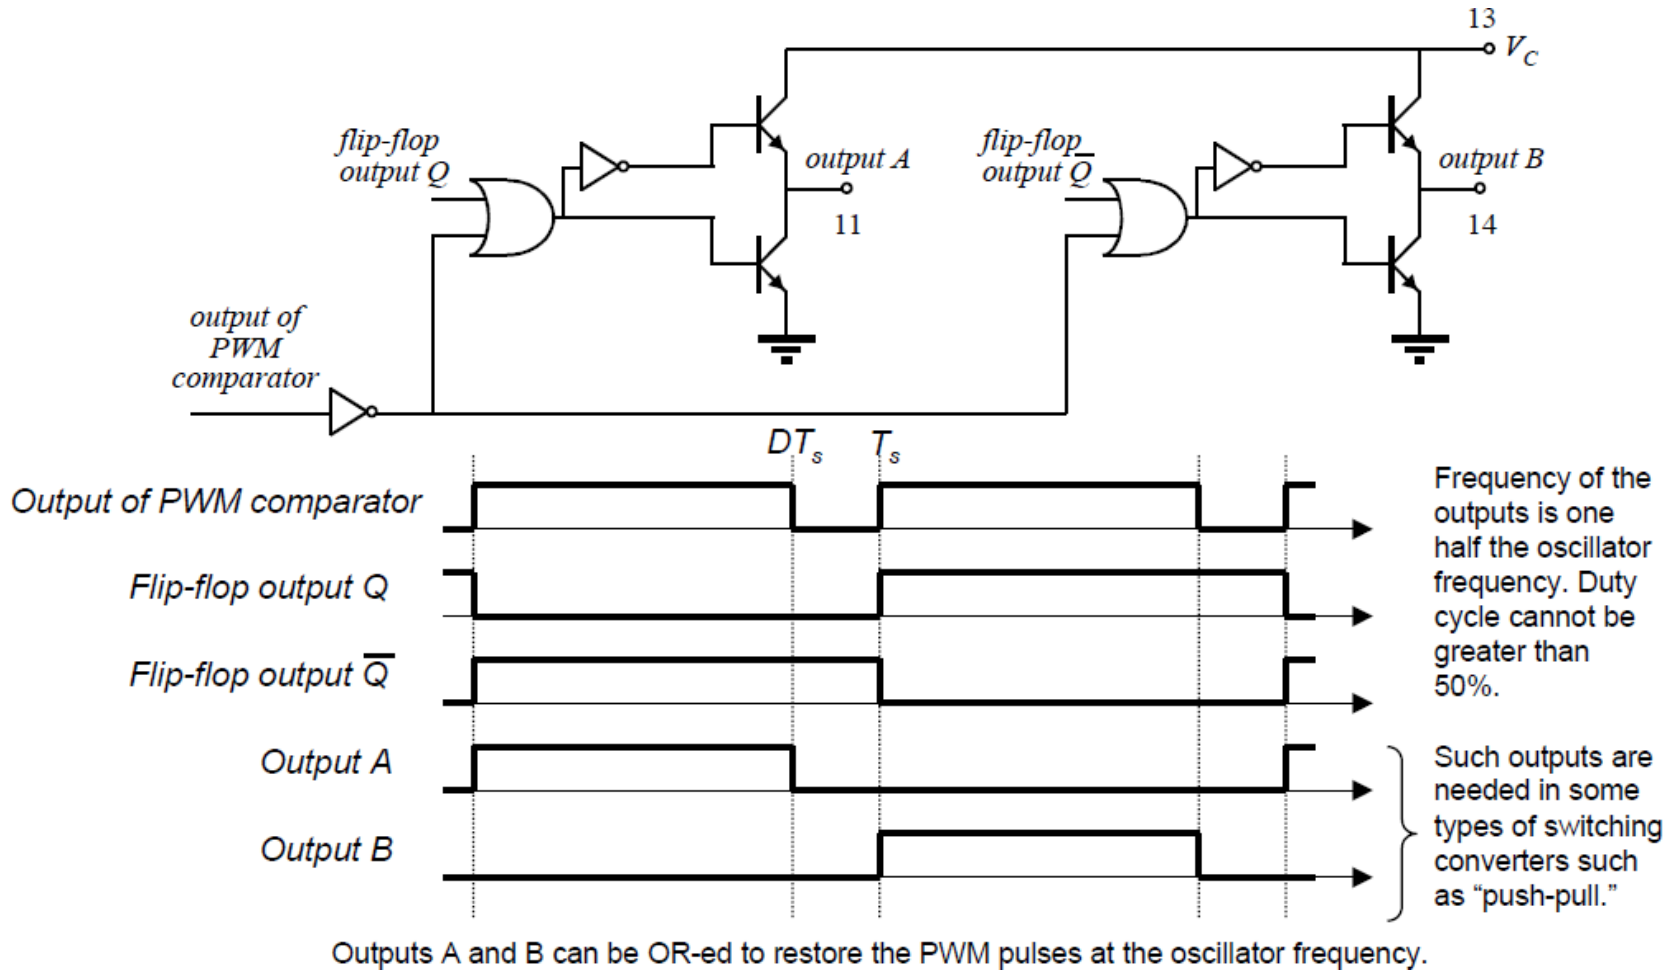 13
V_C
flip-flop
output Q
output A
11
flip-flop
output Q̅
output B
14
output of
PWM
comparator
DT_s
T_s
Output of PWM comparator
Flip-flop output Q
Flip-flop output Q̅
Output A
Output B
Frequency of the
outputs is one
half the oscillator
frequency. Duty
cycle cannot be
greater than
50%.
Such outputs are
needed in some
types of switching
converters such
as “push-pull.”
Outputs A and B can be OR-ed to restore the PWM pulses at the oscillator frequency.